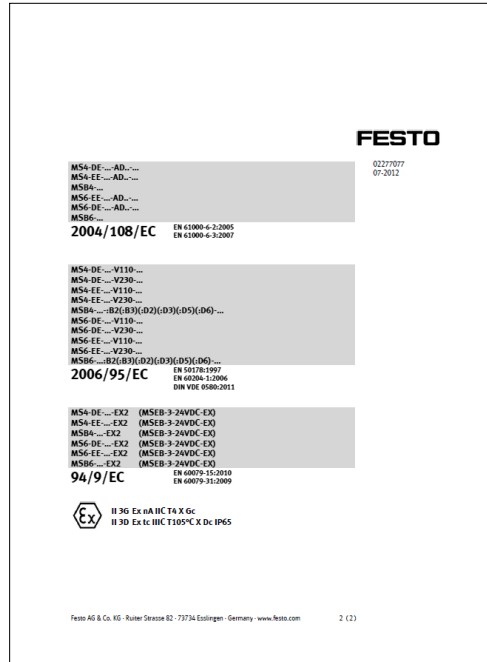 FESTO
02277077
07-2012
MS4-DE-...-AD..-...
MS4-EE-...-AD..-...
MSB4-...
MS6-EE-...-AD..-...
MS6-DE-...-AD..-...
MSB6-...
2004/108/EC
EN 61000-6-2:2005
EN 61000-6-3:2007
MS4-DE-...-V110-...
MS4-DE-...-V230-...
MS4-EE-...-V110-...
MS4-EE-...-V230-...
MSB4-...-:B2(:B3)(:D2)(:D3)(:D5)(:D6)-...
MS6-DE-...-V110-...
MS6-DE-...-V230-...
MS6-EE-...-V110-...
MS6-EE-...-V230-...
MSB6-...:B2(:B3)(:D2)(:D3)(:D5)(:D6)-...
2006/95/EC
EN 50178:1997
EN 60204-1:2006
DIN VDE 0580:2011
MS4-DE-...-EX2 (MSEB-3-24VDC-EX)
MS4-EE-...-EX2 (MSEB-3-24VDC-EX)
MSB4-...-EX2 (MSEB-3-24VDC-EX)
MS6-DE-...-EX2 (MSEB-3-24VDC-EX)
MS6-EE-...-EX2 (MSEB-3-24VDC-EX)
MSB6-...-EX2 (MSEB-3-24VDC-EX)
94/9/EC
EN 60079-15:2010
EN 60079-31:2009
Ex
II 3G Ex nA IIC T4 X Gc
II 3D Ex tc IIIC T105°C X Dc IP65
Festo AG & Co. KG - Ruiter Strasse 82 - 73734 Esslingen - Germany - www.festo.com 2 (2)